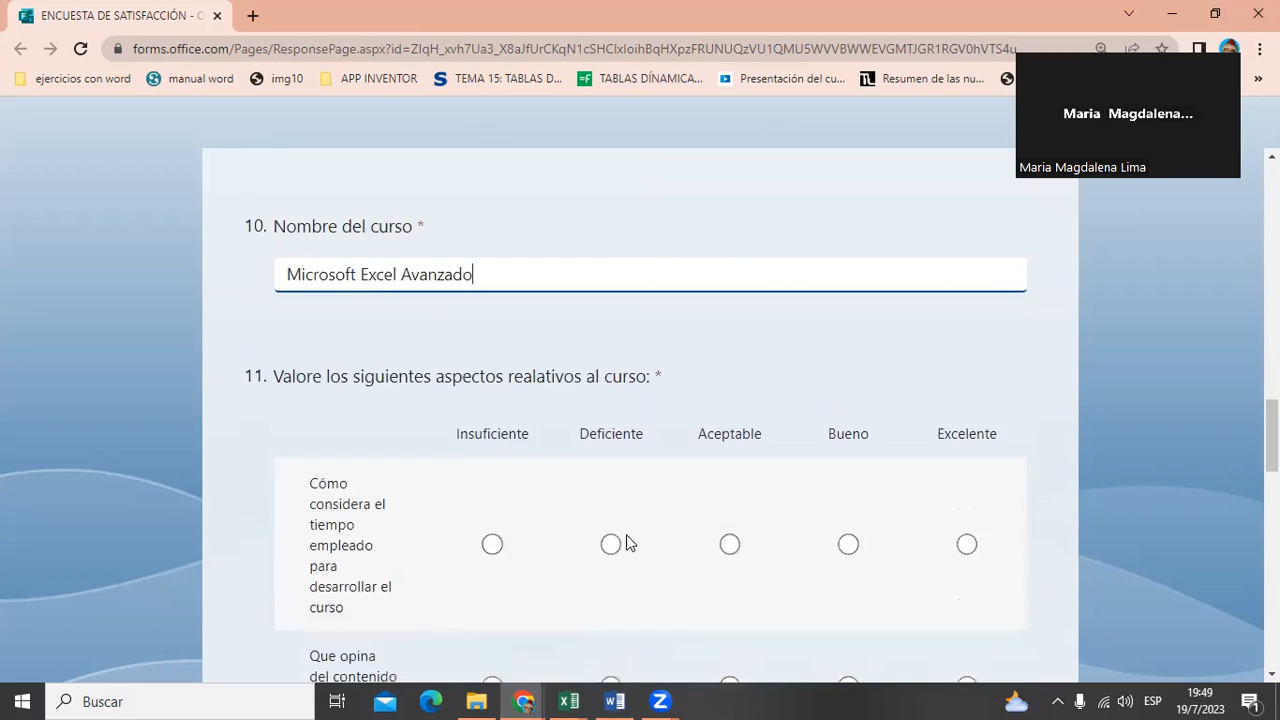 ENCUESTA DE SATISFACCIÓN - C
forms.office.com/Pages/ResponsePage.aspx?id=
ejercicios con word
manual word
img10
APP INVENTOR
TEMA 15: TABLAS D...
TABLAS DÍNAMICA...
Presentación del cu...
Resumen de las nu...
»
Maria Magdalena...
Maria Magdalena Lima
10. Nombre del curso *
Microsoft Excel Avanzado
11. Valore los siguientes aspectos realativos al curso: *
Insuficiente Deficiente Aceptable Bueno Excelente
Cómo
considera el
tiempo
empleado
para
desarrollar el
curso
Que opina
del contenido
Buscar
ESP
19:49
19/7/2023
1